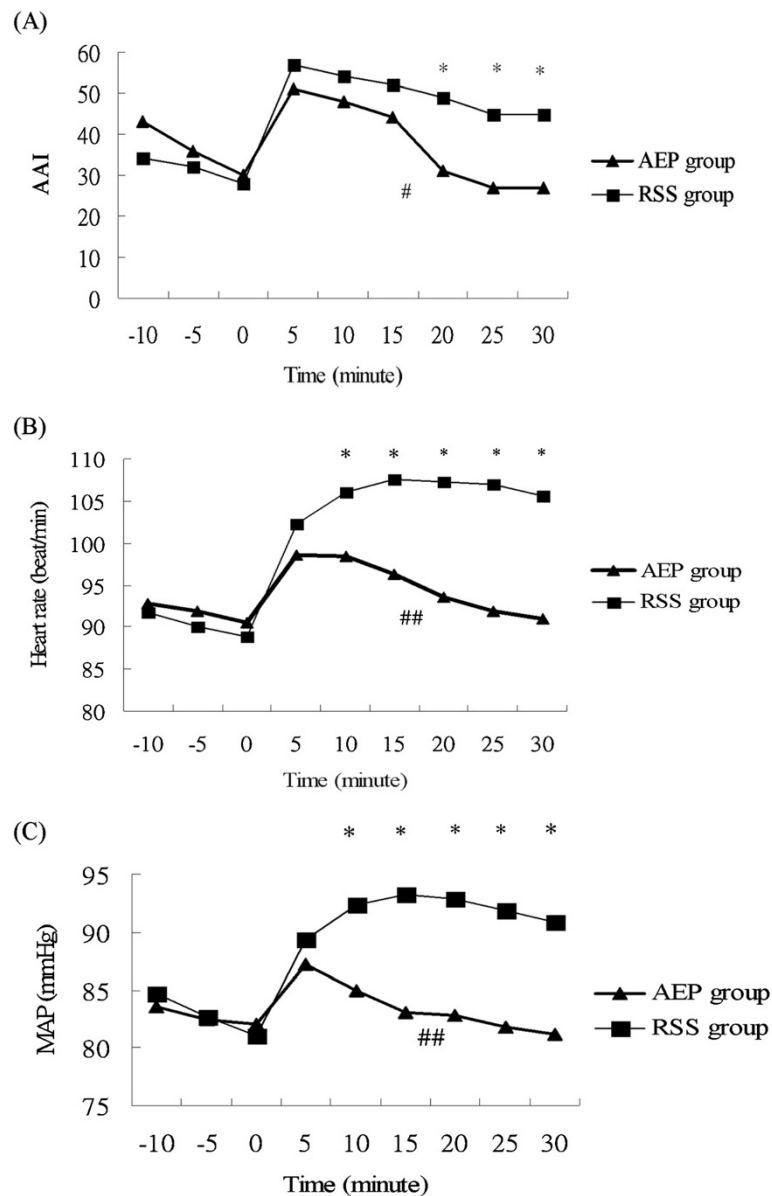 (A)
60
50
40
30
20
10
0
AAI
* * *
#
AEP group
RSS group
-10 -5 0 5 10 15 20 25 30
Time (minute)
(B)
110
105
100
95
90
85
80
Heart rate (beat/min)
* * * * *
##
AEP group
RSS group
-10 -5 0 5 10 15 20 25 30
Time (minute)
(C)
95
90
85
80
75
MAP (mmHg)
* * * * *
##
AEP group
RSS group
-10 -5 0 5 10 15 20 25 30
Time (minute)